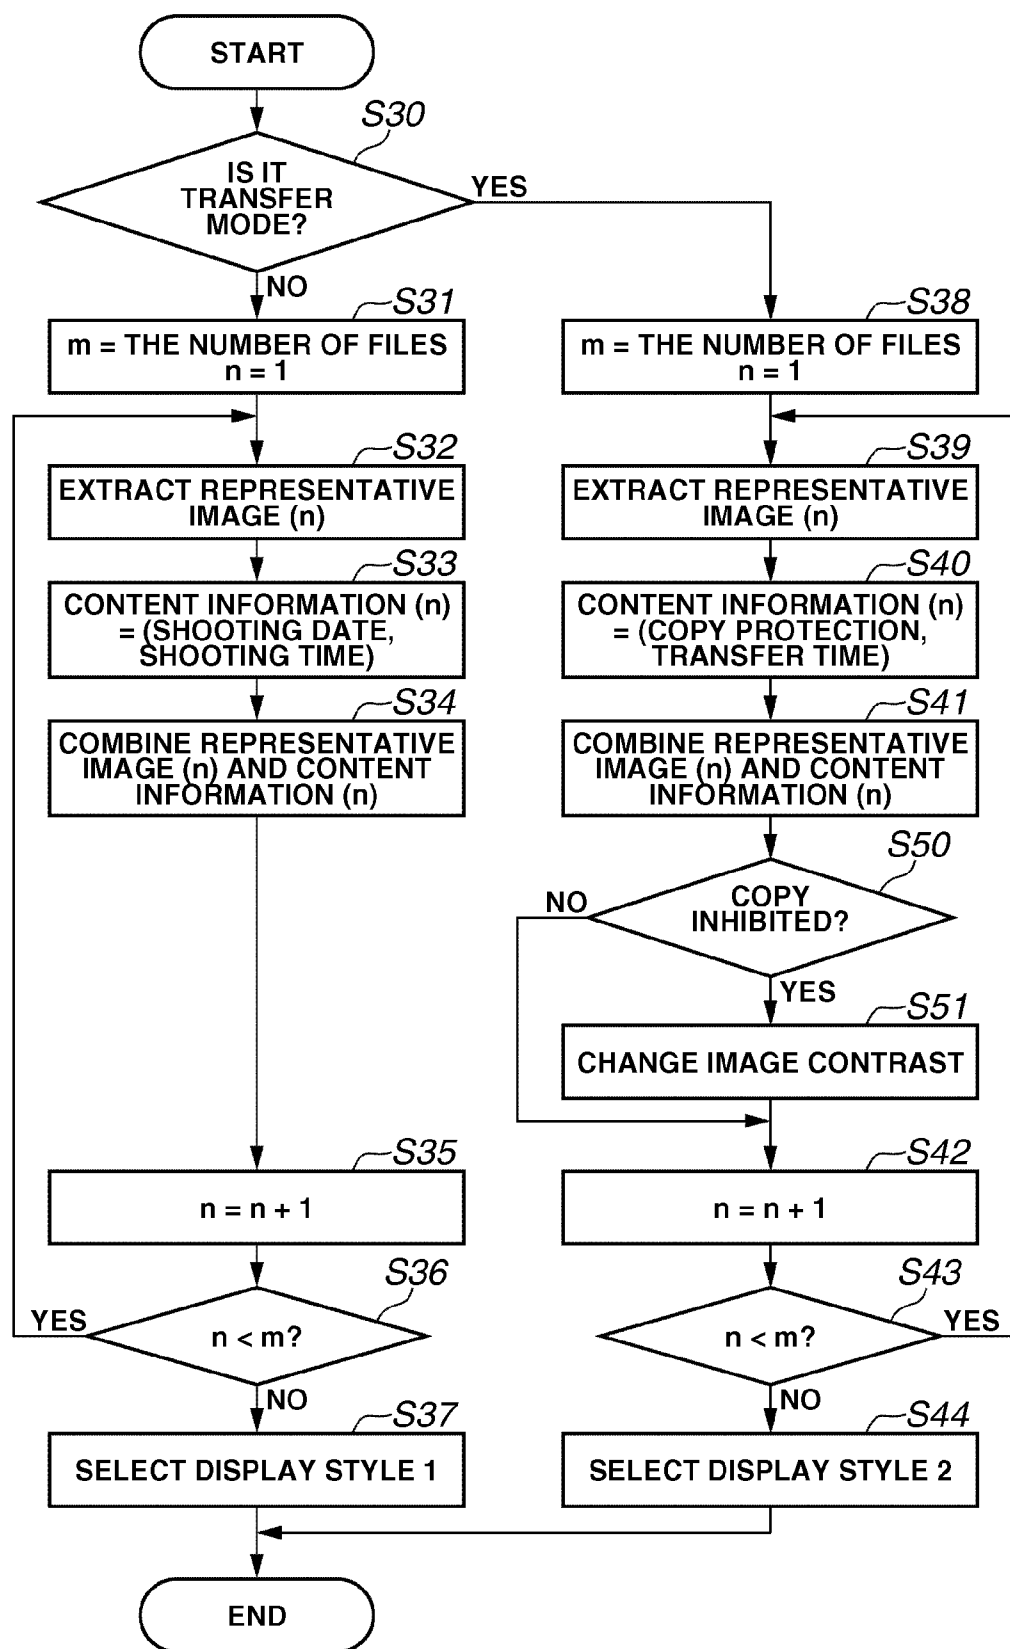 START
S30
IS IT
TRANSFER
MODE?
YES
NO
S31
m = THE NUMBER OF FILES
n = 1
S32
EXTRACT REPRESENTATIVE
IMAGE (n)
S33
CONTENT INFORMATION (n)
= (SHOOTING DATE,
SHOOTING TIME)
S34
COMBINE REPRESENTATIVE
IMAGE (n) AND CONTENT
INFORMATION (n)
S35
n = n + 1
S36
YES
n < m?
NO
S37
SELECT DISPLAY STYLE 1
S38
m = THE NUMBER OF FILES
n = 1
S39
EXTRACT REPRESENTATIVE
IMAGE (n)
S40
CONTENT INFORMATION (n)
= (COPY PROTECTION,
TRANSFER TIME)
S41
COMBINE REPRESENTATIVE
IMAGE (n) AND CONTENT
INFORMATION (n)
S50
NO
COPY
INHIBITED?
YES
S51
CHANGE IMAGE CONTRAST
S42
n = n + 1
S43
n < m?
YES
NO
S44
SELECT DISPLAY STYLE 2
END